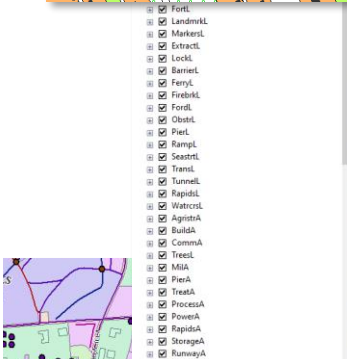 FortL
LandmrkL
MarkersL
ExtractL
LockL
BarrierL
FerryL
FirebrkL
FordL
ObstrL
PierL
RampL
SeastrtL
TransL
TunnelL
RapidsL
WatrcrsL
AgristrA
BuildA
CommA
TreesL
MilA
PierA
TreatA
ProcessA
PowerA
RapidsA
StorageA
RunwayA